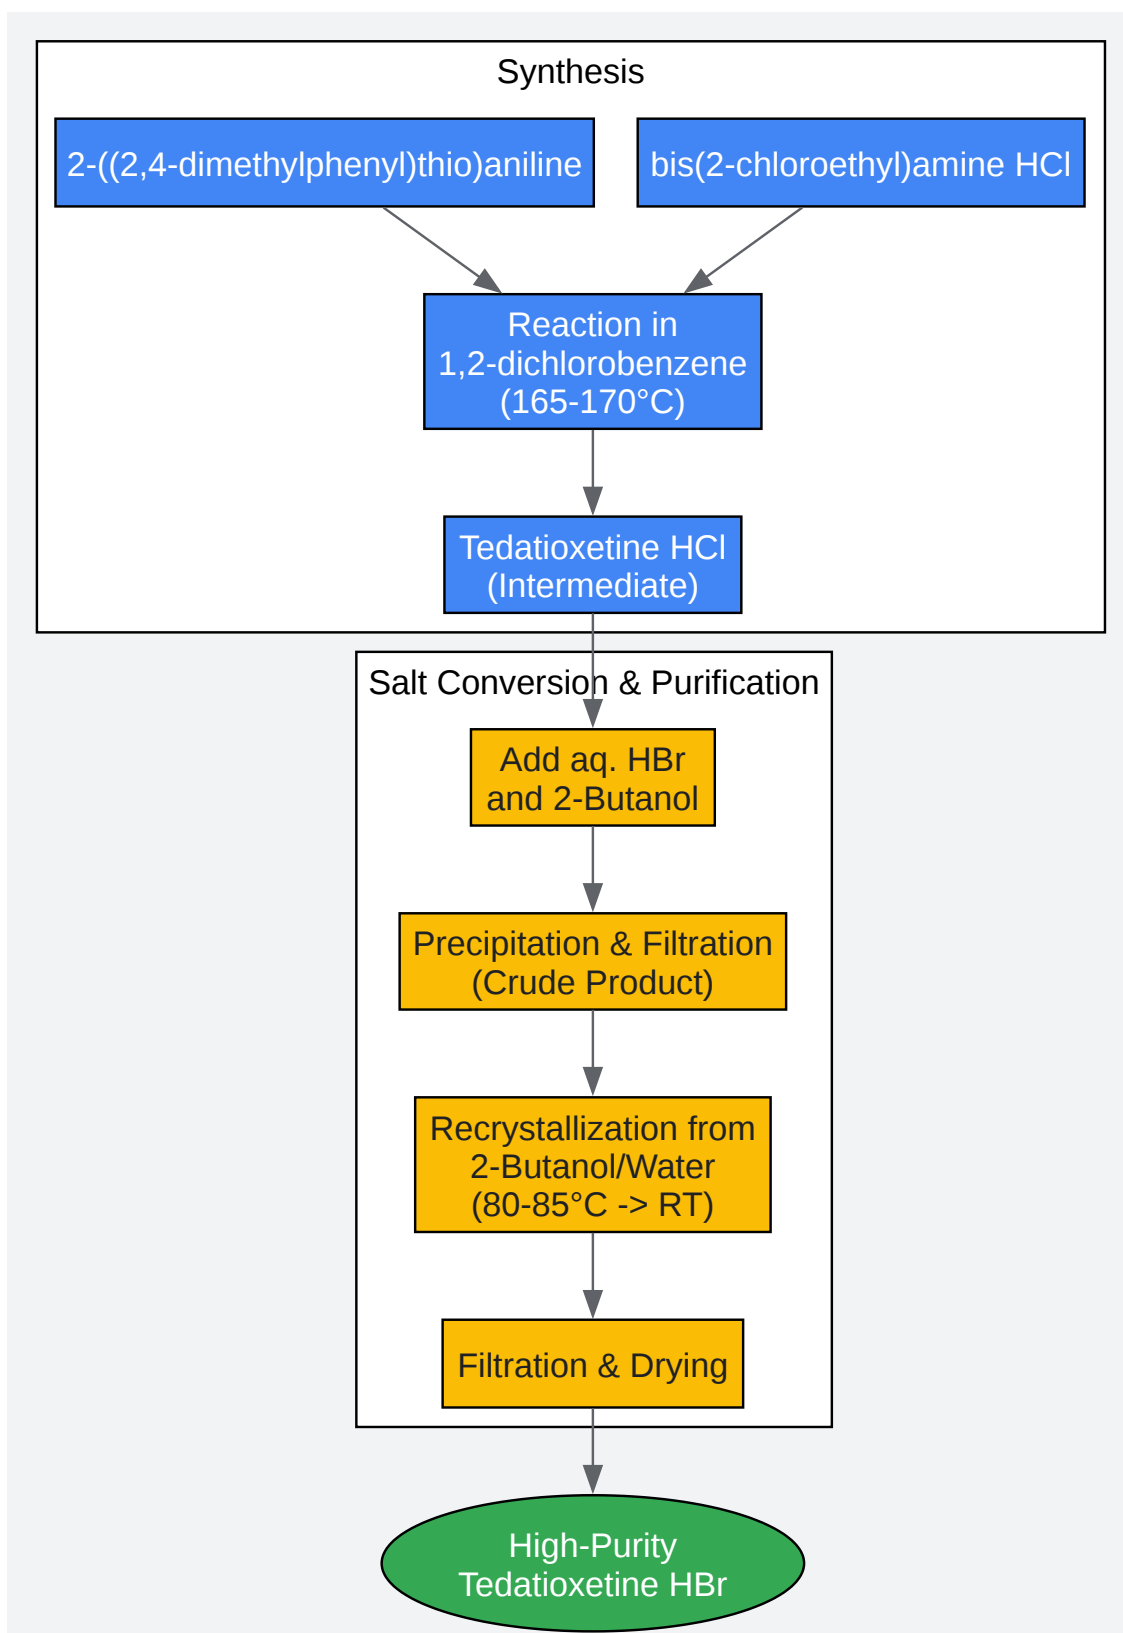 Synthesis
2-((2,4-dimethylphenyl)thio)aniline
bis(2-chloroethyl)amine HCl
Reaction in
1,2-dichlorobenzene
(165-170°C)
Tedatioxetine HCl
(Intermediate)
Salt Conversion & Purification
Add aq. HBr
and 2-Butanol
Precipitation & Filtration
(Crude Product)
Recrystallization from
2-Butanol/Water
(80-85°C -> RT)
Filtration & Drying
High-Purity
Tedatioxetine HBr